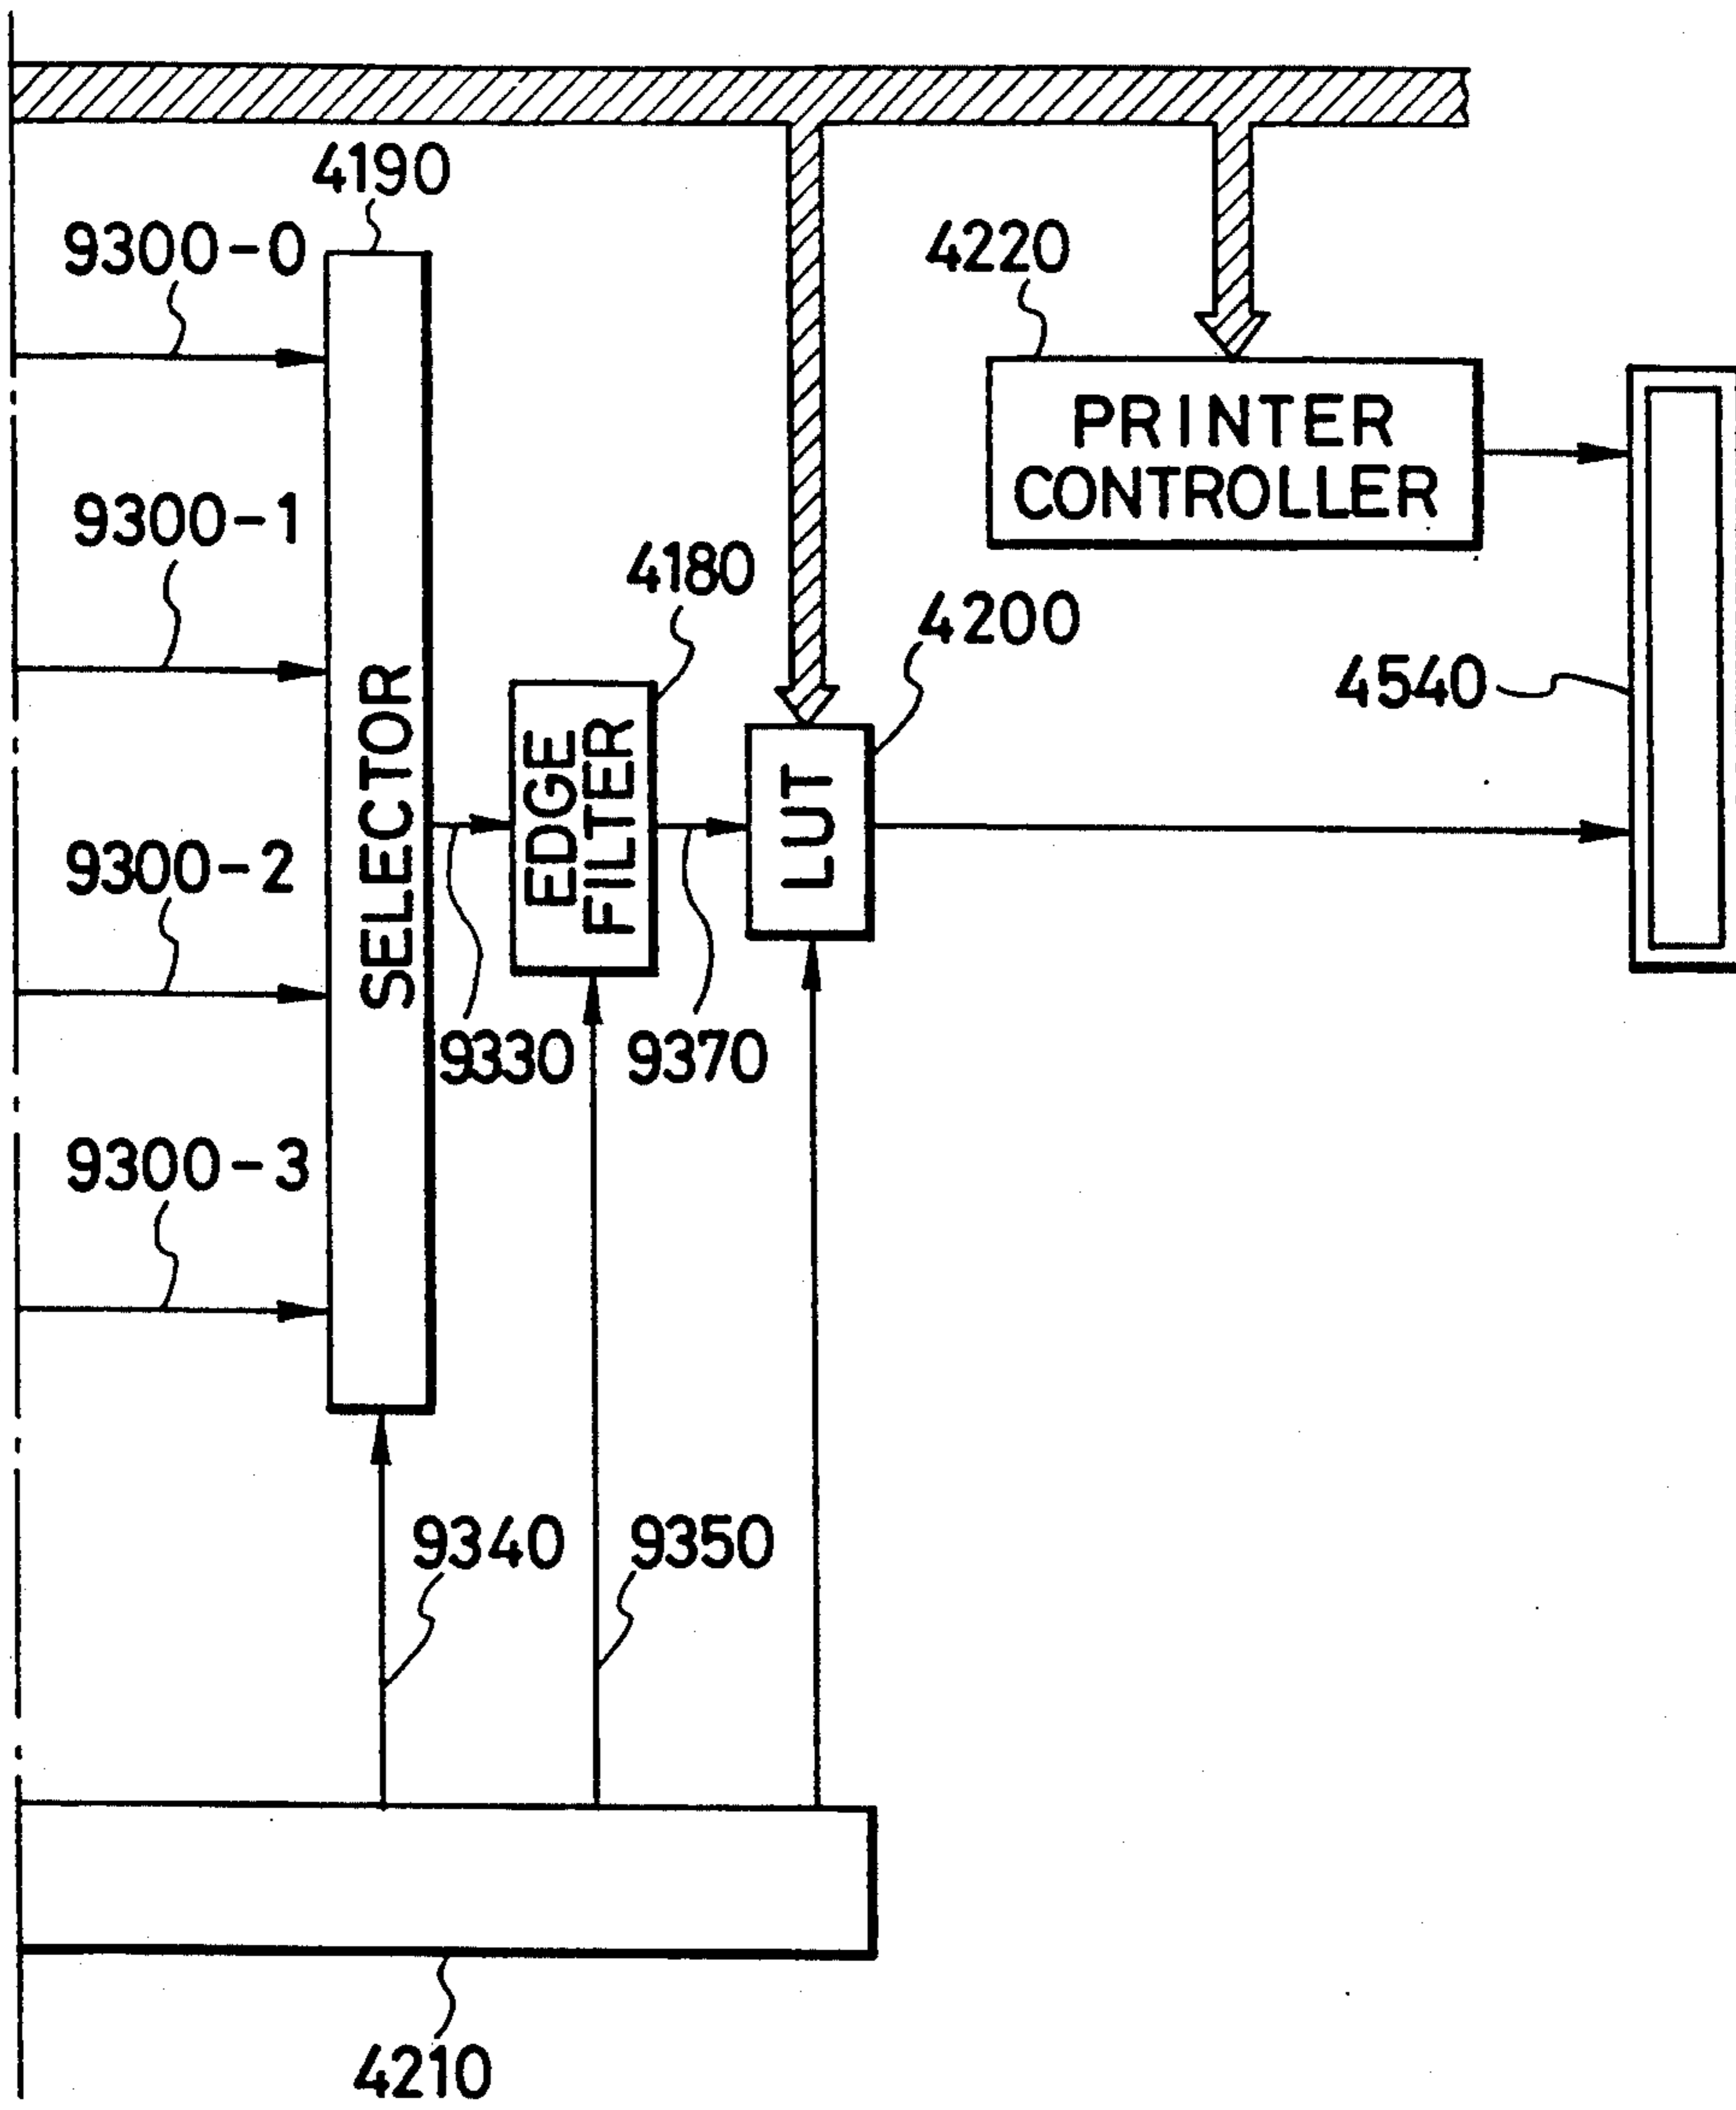 4190
9300-0
4220
PRINTER
CONTROLLER
9300-1
4180
4200
4540
SELECTOR
EDGE
FILTER
LUT
9300-2
9330
9370
9300-3
9340
9350
4210